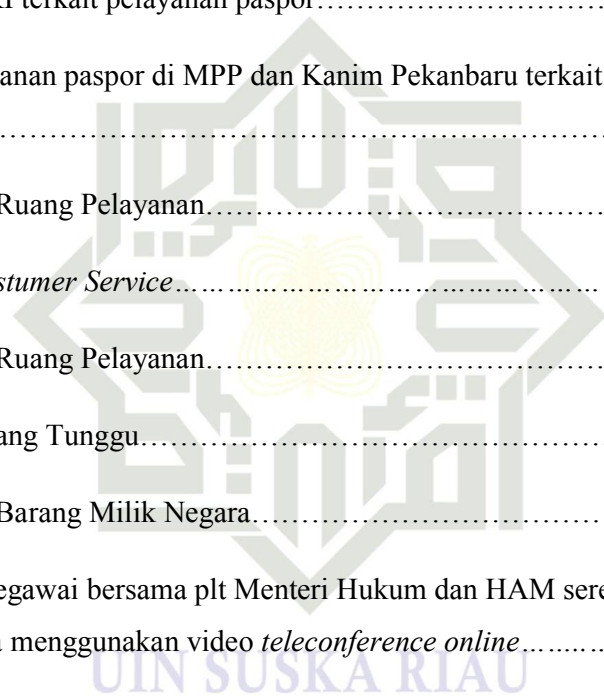 terkait pelayanan paspor……………………………
anan paspor di MPP dan Kanim Pekanbaru terkait
……………………………………………………………
Ruang Pelayanan……………………………………
stumer Service……………………………………
Ruang Pelayanan……………………………………
ang Tunggu……………………………………………
Barang Milik Negara…………………………………
egawai bersama plt Menteri Hukum dan HAM sere
menggunakan video teleconference online………
UIN SUSKA RIAU